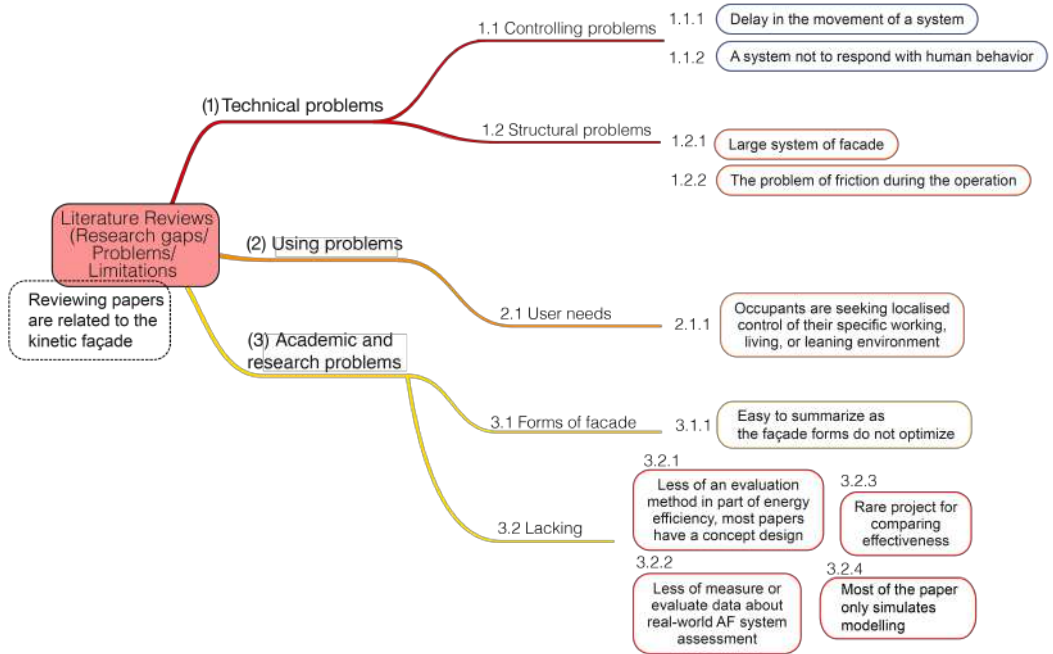 1.1 Controlling problems
1.1.1
Delay in the movement of a system
1.1.2
A system not to respond with human behavior
(1) Technical problems
1.2 Structural problems
1.2.1
Large system of facade
1.2.2
The problem of friction during the operation
Literature Reviews
(Research gaps/
Problems/
Limitations
Reviewing papers
are related to the
kinetic façade
(2) Using problems
2.1 User needs
2.1.1
Occupants are seeking localised
control of their specific working,
living, or leaning environment
(3) Academic and
research problems
3.1 Forms of facade
3.1.1
Easy to summarize as
the façade forms do not optimize
3.2 Lacking
3.2.1
Less of an evaluation
method in part of energy
efficiency, most papers
have a concept design
3.2.3
Rare project for
comparing
effectiveness
3.2.2
Less of measure or
evaluate data about
real-world AF system
assessment
3.2.4
Most of the paper
only simulates
modelling